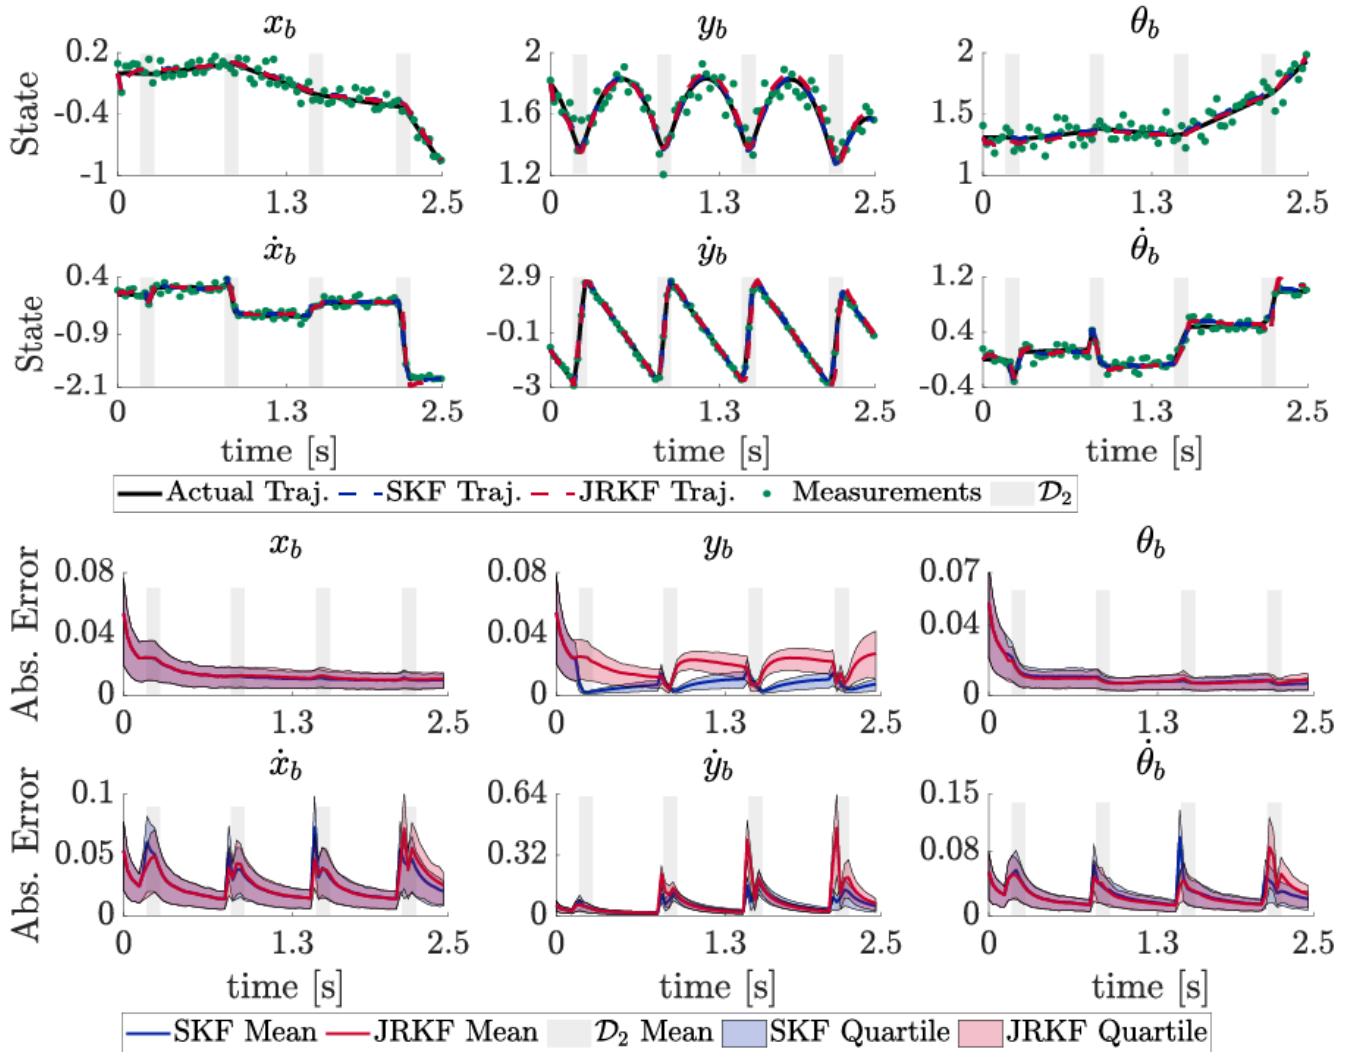 x_b y_b θ_b
State
0.2 -0.4 -1
2 1.6 1.2
2 1.5 1
0 1.3 2.5 0 1.3 2.5 0 1.3 2.5
ẋ_b ẏ_b θ̇_b
State
0.4 -0.9 -2.1
2.9 -0.1 -3
1.2 0.4 -0.4
0 1.3 2.5 0 1.3 2.5 0 1.3 2.5
time [s] time [s] time [s]
Actual Traj. SKF Traj. JRKF Traj. Measurements 𝒟₂
x_b y_b θ_b
Abs. Error
0.08 0.04 0
0.08 0.04 0
0.07 0.04 0
0 1.3 2.5 0 1.3 2.5 0 1.3 2.5
ẋ_b ẏ_b θ̇_b
Abs. Error
0.1 0.05 0
0.64 0.32 0
0.15 0.08 0
0 1.3 2.5 0 1.3 2.5 0 1.3 2.5
time [s] time [s] time [s]
SKF Mean JRKF Mean 𝒟₂ Mean SKF Quartile JRKF Quartile